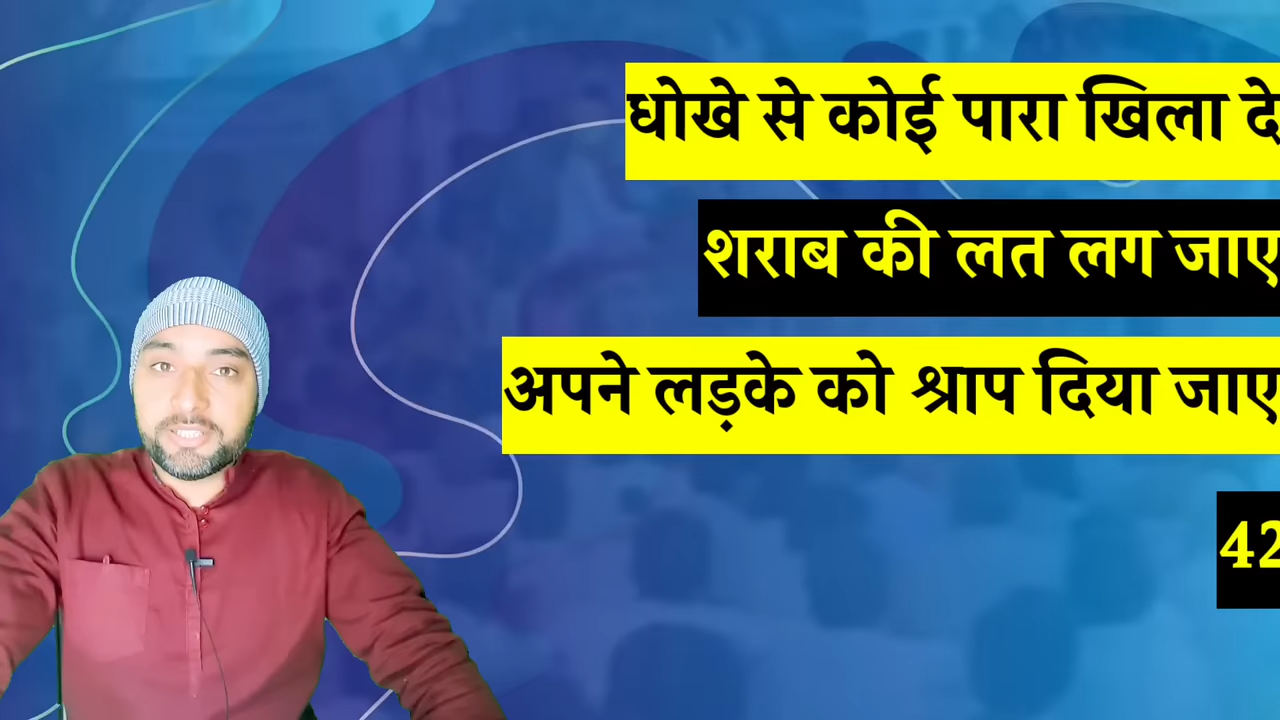 धोखे से कोई पारा खिला दे
शराब की लत लग जाए
अपने लड़के को श्राप दिया जाए
42